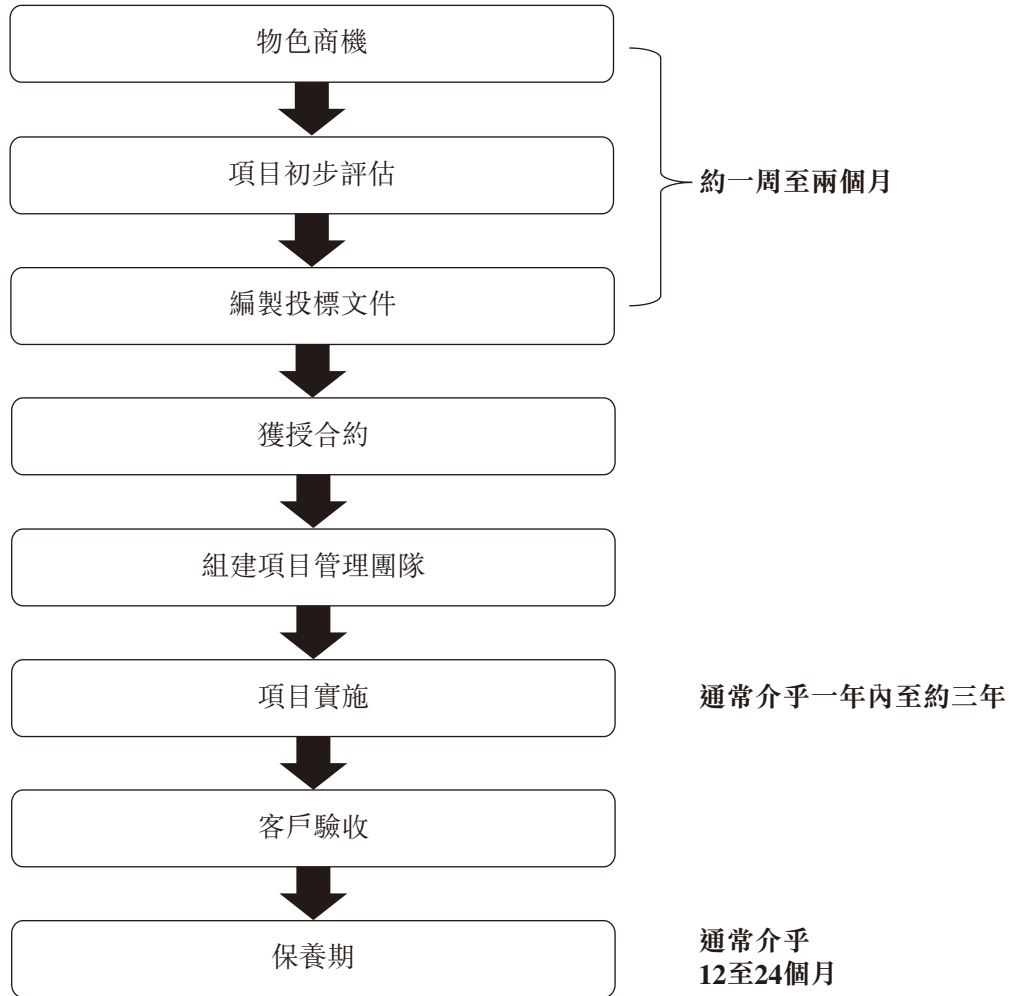 物色商機
項目初步評估
約一周至兩個月
編製投標文件
獲授合約
組建項目管理團隊
項目實施
通常介乎一年內至約三年
客戶驗收
保養期
通常介乎
12至24個月